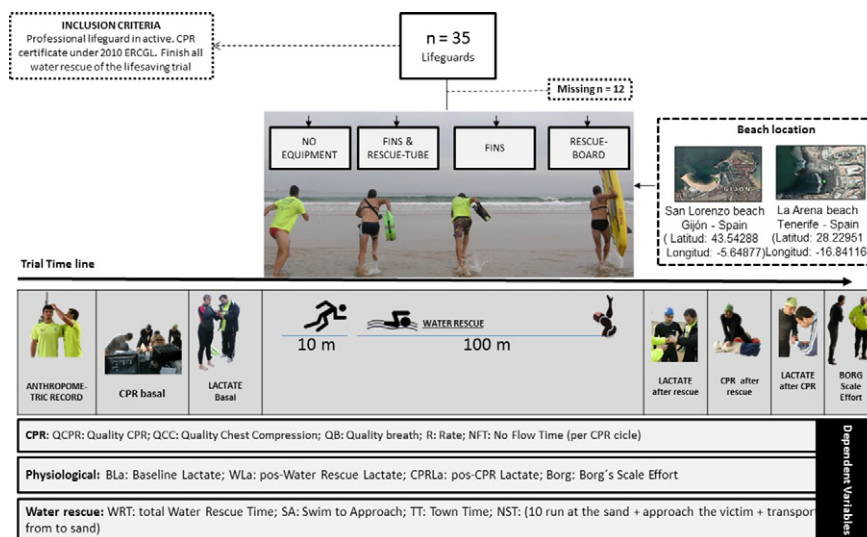 INCLUSION CRITERIA
Professional lifeguard in active. CPR
certificate under 2010 ERCGL. Finish all
water rescue of the lifesaving trial
n = 35
Lifeguards
Missing n = 12
NO
EQUIPMENT
FINS &
RESCUE-TUBE
FINS
RESCUE-
BOARD
Beach location
GIJÓN
San Lorenzo beach
Gijón - Spain
( Latitud: 43.54288
Longitud: -5.64877)
La Arena beach
Tenerife - Spain
(Latitud: 28.22951
Longitud: -16.84116
Trial Time line
ANTHROPOME-
TRIC RECORD
CPR basal
LACTATE
Basal
10 m
WATER RESCUE
100 m
LACTATE
after rescue
CPR after
rescue
LACTATE
after CPR
BORG
Scale
Effort
CPR: QCPR: Quality CPR; QCC: Quality Chest Compression; QB: Quality breath; R: Rate; NFT: No Flow Time (per CPR cicle)
Physiological: BLa: Baseline Lactate; WLa: pos-Water Rescue Lactate; CPRLa: pos-CPR Lactate; Borg: Borg´s Scale Effort
Water rescue: WRT: total Water Rescue Time; SA: Swim to Approach; TT: Town Time; NST: (10 run at the sand + approach the victim + transport
from to sand)
Dependent Variables